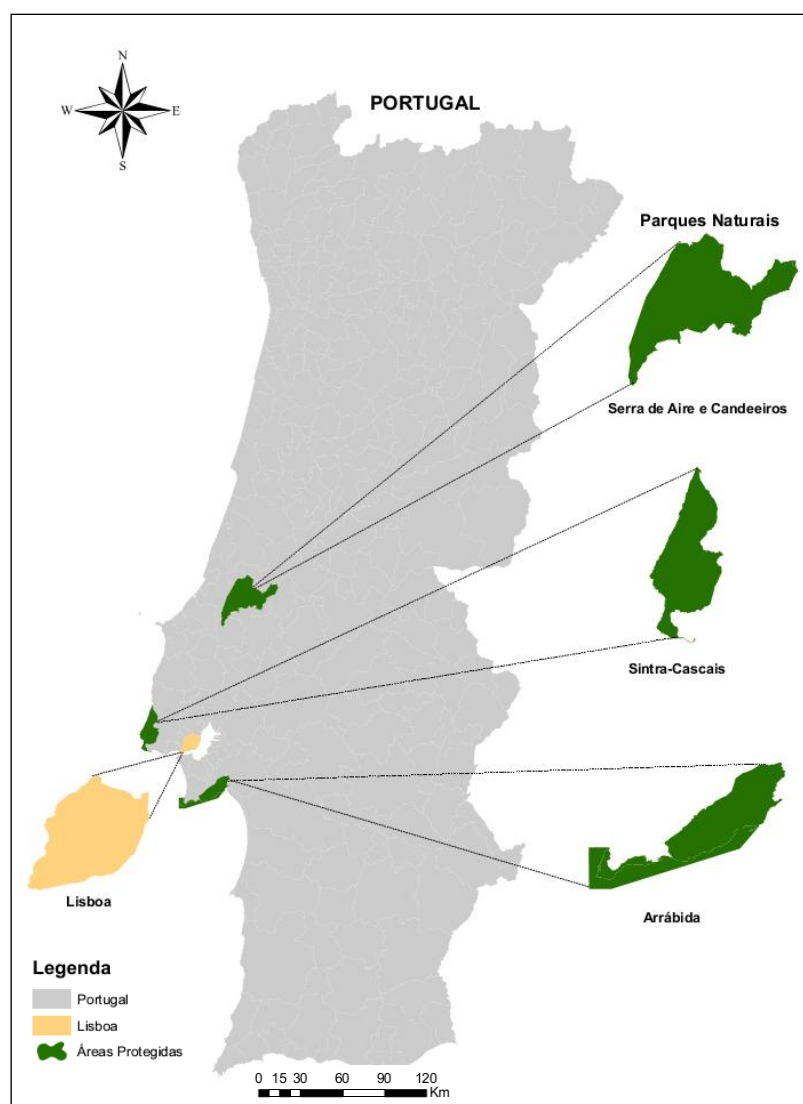 N
W
E
S
PORTUGAL
Parques Naturais
Serra de Aire e Candeeiros
Sintra-Cascais
Lisboa
Arrábida
Legenda
Portugal
Lisboa
Áreas Protegidas
0 15 30 60 90 120
Km